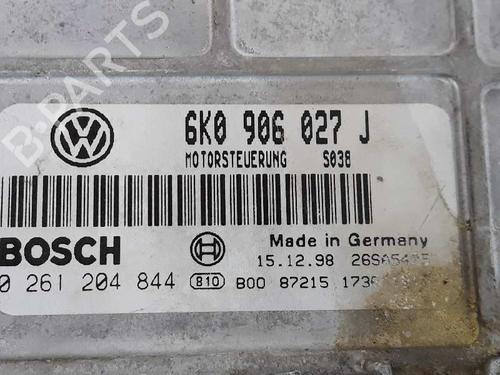 B-PARTS
6K0 906 027 J
MOTORSTEUERUNG S038
BOSCH
Made in Germany
0 261 204 844 810
15.12.98
B00 87215